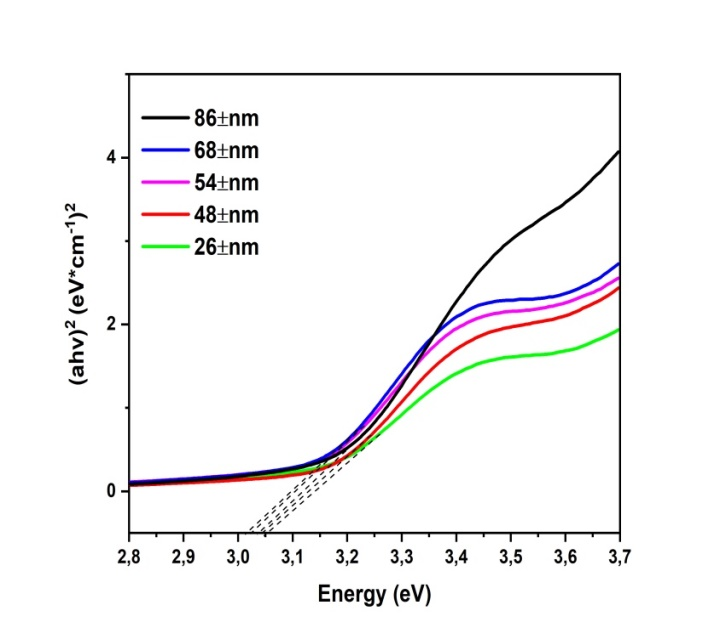 86±nm
68±nm
54±nm
48±nm
26±nm
4
2
0
(ahv)² (eV*cm⁻¹)²
2,8 2,9 3,0 3,1 3,2 3,3 3,4 3,5 3,6 3,7
Energy (eV)